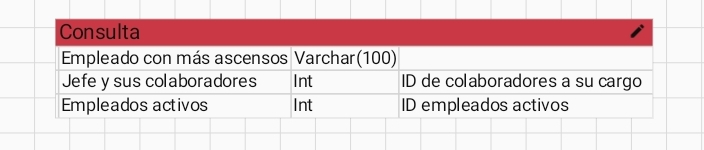 Consulta
Empleado con más ascensos Varchar(100)
Jefe y sus colaboradores Int ID de colaboradores a su cargo
Empleados activos Int ID empleados activos